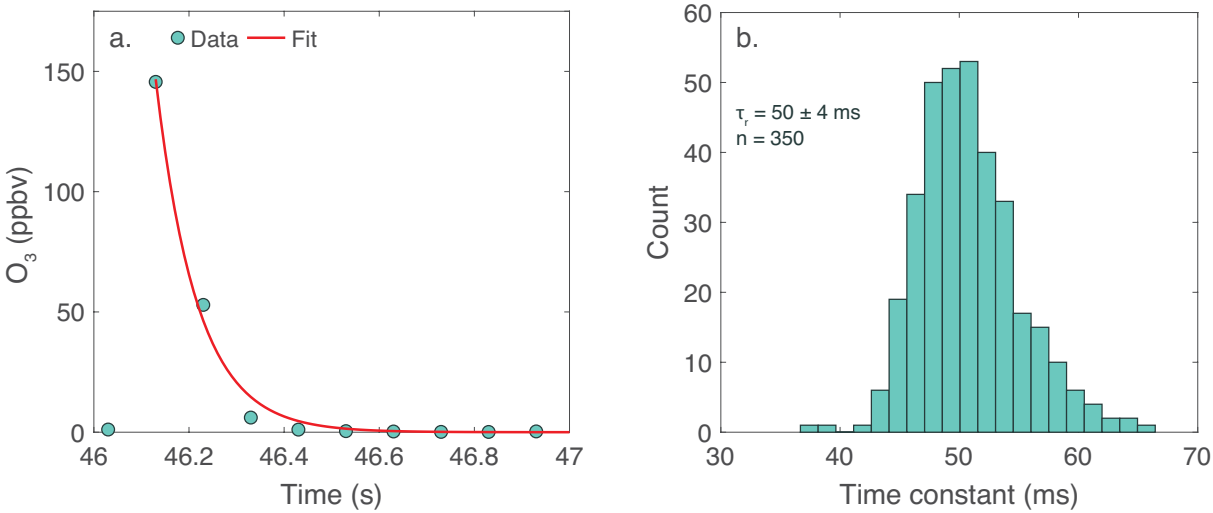 a.
Data
Fit
O₃ (ppbv)
150
100
50
0
46
46.2
46.4
46.6
46.8
47
Time (s)
b.
τᵣ = 50 ± 4 ms
n = 350
Count
60
50
40
30
20
10
0
30
40
50
60
70
Time constant (ms)